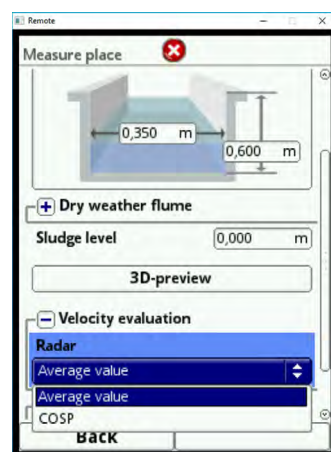 Remote
Measure place
0,350 m
0,600 m
Dry weather flume
Sludge level 0,000 m
3D-preview
Velocity evaluation
Radar
Average value
Average value
COSP
Back